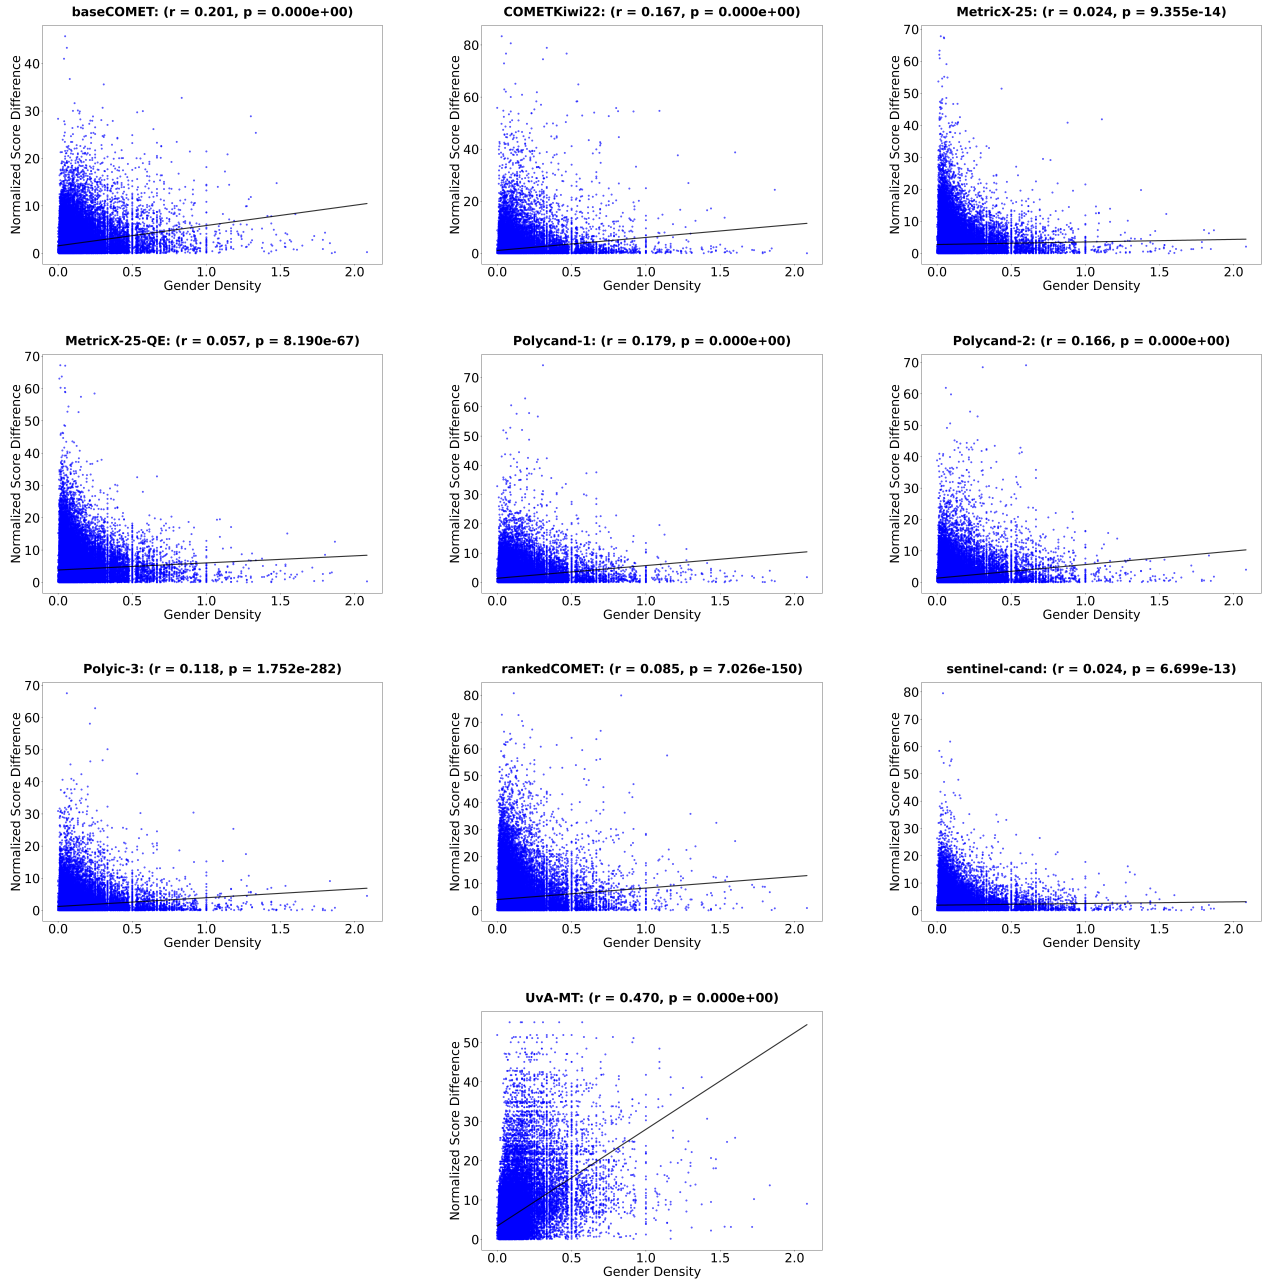 baseCOMET: (r = 0.201, p = 0.000e+00)
Normalized Score Difference
40
30
20
10
0
0.0 0.5 1.0 1.5 2.0
Gender Density
COMETKiwi22: (r = 0.167, p = 0.000e+00)
Normalized Score Difference
80
60
40
20
0
0.0 0.5 1.0 1.5 2.0
Gender Density
MetricX-25: (r = 0.024, p = 9.355e-14)
Normalized Score Difference
70
60
50
40
30
20
10
0
0.0 0.5 1.0 1.5 2.0
Gender Density
MetricX-25-QE: (r = 0.057, p = 8.190e-67)
Normalized Score Difference
70
60
50
40
30
20
10
0
0.0 0.5 1.0 1.5 2.0
Gender Density
Polycand-1: (r = 0.179, p = 0.000e+00)
Normalized Score Difference
70
60
50
40
30
20
10
0
0.0 0.5 1.0 1.5 2.0
Gender Density
Polycand-2: (r = 0.166, p = 0.000e+00)
Normalized Score Difference
70
60
50
40
30
20
10
0
0.0 0.5 1.0 1.5 2.0
Gender Density
Polyic-3: (r = 0.118, p = 1.752e-282)
Normalized Score Difference
70
60
50
40
30
20
10
0
0.0 0.5 1.0 1.5 2.0
Gender Density
rankedCOMET: (r = 0.085, p = 7.026e-150)
Normalized Score Difference
80
70
60
50
40
30
20
10
0
0.0 0.5 1.0 1.5 2.0
Gender Density
sentinel-cand: (r = 0.024, p = 6.699e-13)
Normalized Score Difference
80
70
60
50
40
30
20
10
0
0.0 0.5 1.0 1.5 2.0
Gender Density
UvA-MT: (r = 0.470, p = 0.000e+00)
Normalized Score Difference
50
40
30
20
10
0
0.0 0.5 1.0 1.5 2.0
Gender Density